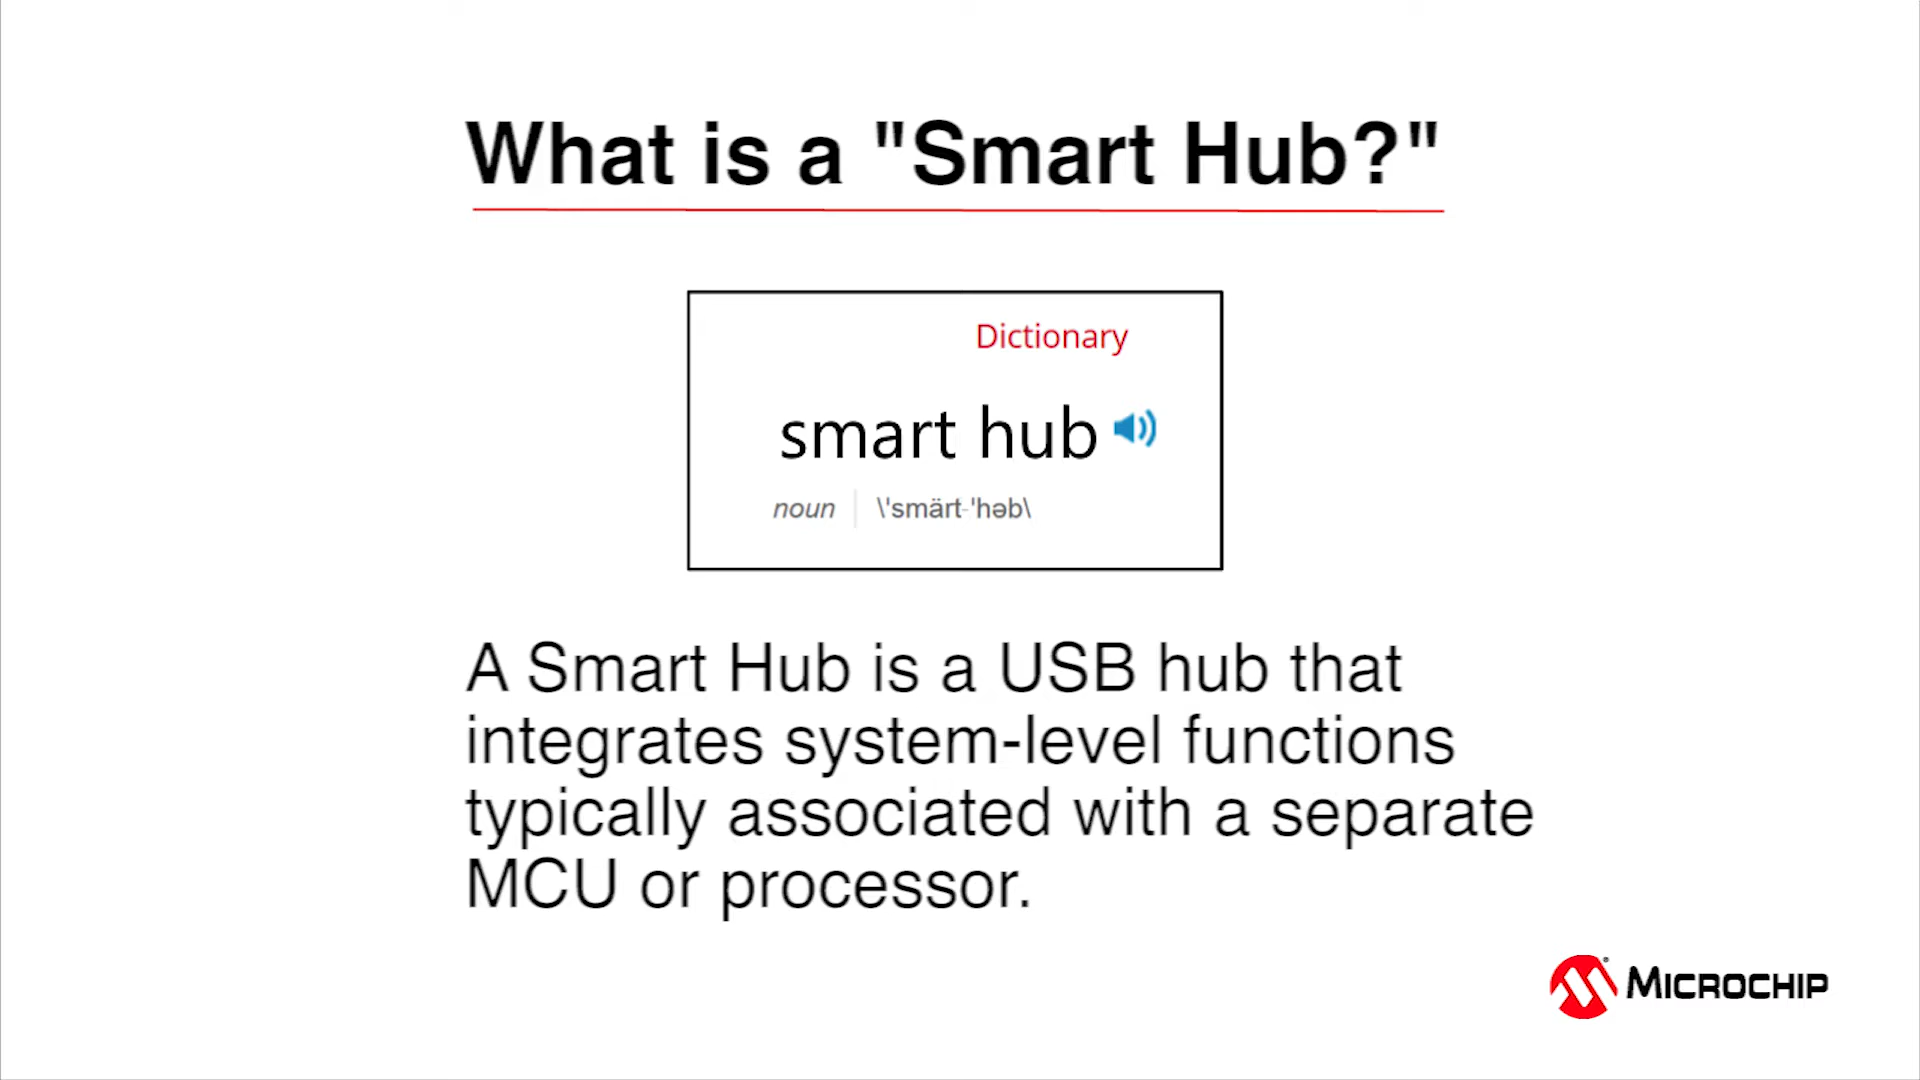 What is a "Smart Hub?"
Dictionary
smart hub
noun \'smärt-'həb\
A Smart Hub is a USB hub that
integrates system-level functions
typically associated with a separate
MCU or processor.
MICROCHIP